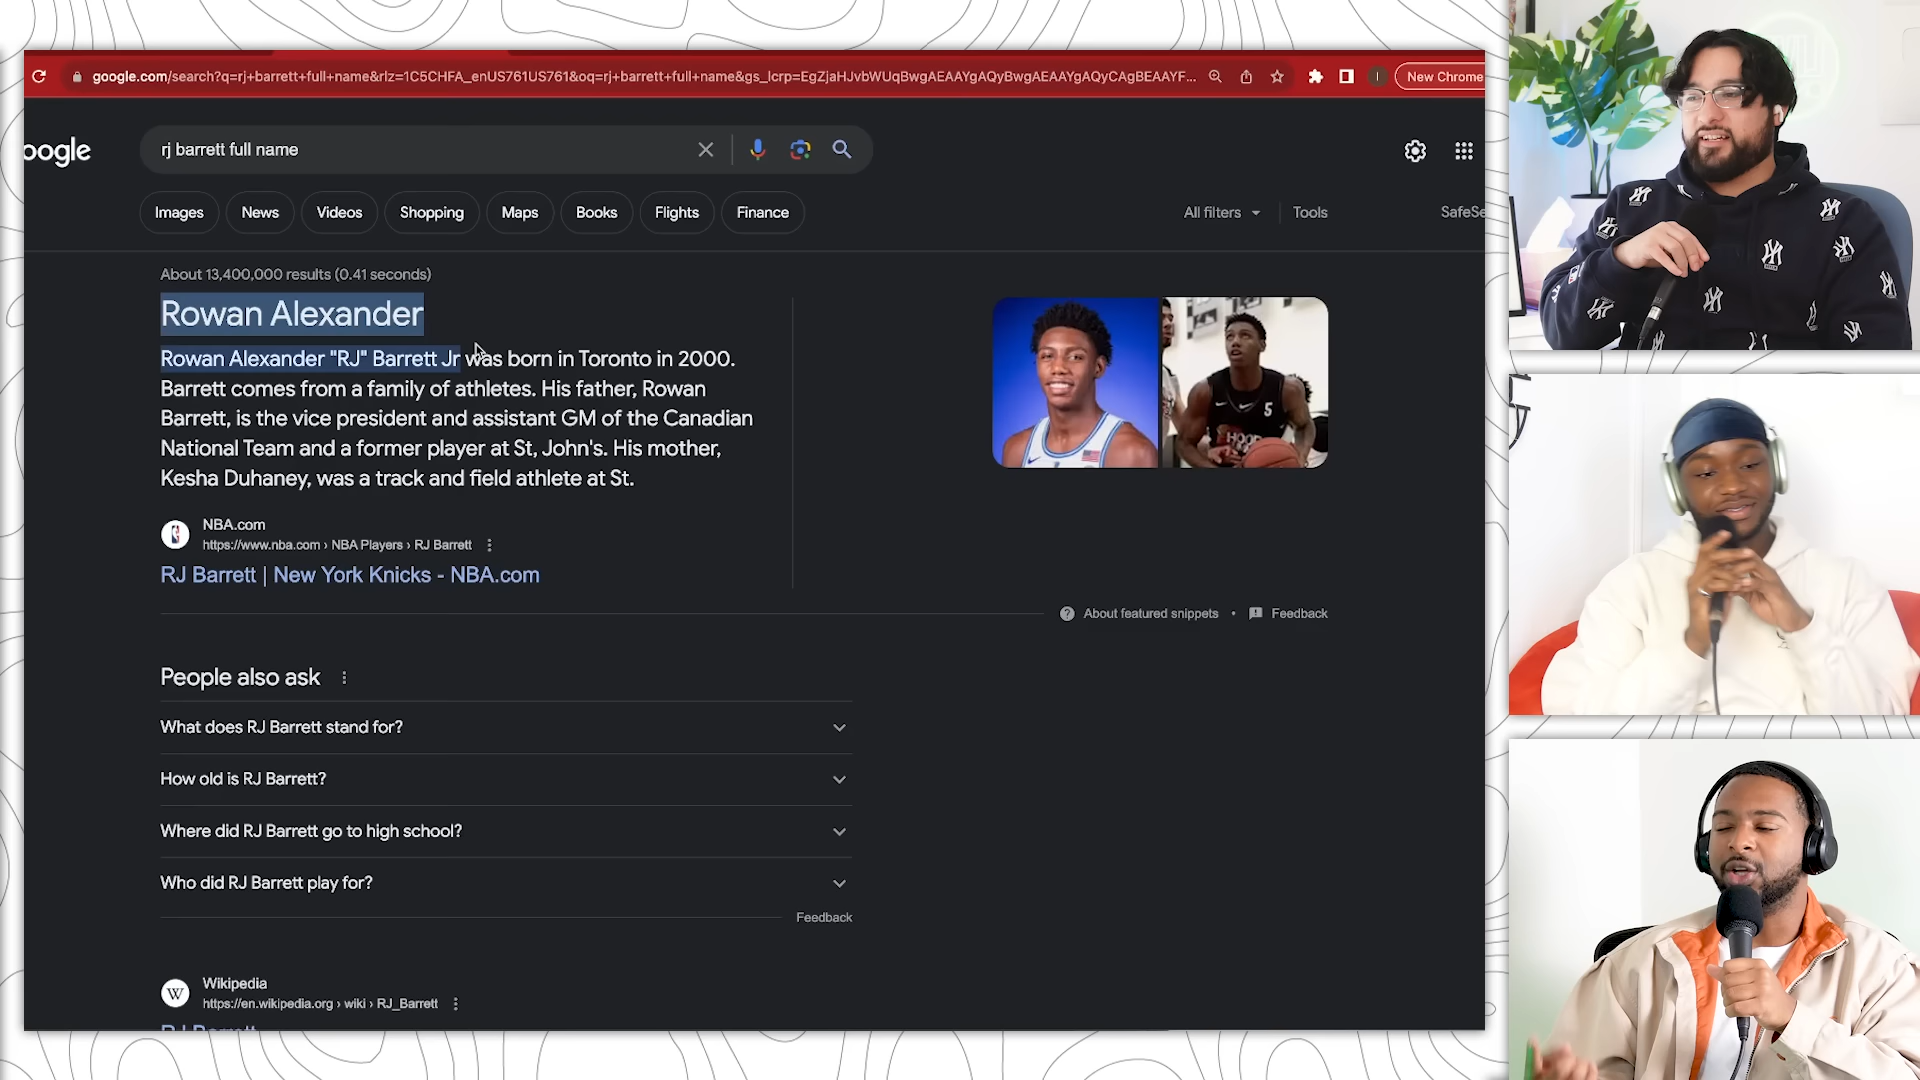 google.com/search?q=rj+barrett+full+name&rlz=1C5CHFA_enUS761US761&oq=rj+barrett+full+name&gs_lcrp=EgZjaHJvbWUqBwgAEAAYgAQyBwgAEAAYgAQyCAgBEAAYF...
New Chrome
oogle
rj barrett full name
Images
News
Videos
Shopping
Maps
Books
Flights
Finance
All filters
Tools
SafeSe
About 13,400,000 results (0.41 seconds)
Rowan Alexander
Rowan Alexander "RJ" Barrett Jr was born in Toronto in 2000.
Barrett comes from a family of athletes. His father, Rowan
Barrett, is the vice president and assistant GM of the Canadian
National Team and a former player at St, John's. His mother,
Kesha Duhaney, was a track and field athlete at St.
NBA.com
https://www.nba.com › NBA Players › RJ Barrett
RJ Barrett | New York Knicks - NBA.com
About featured snippets • Feedback
People also ask
What does RJ Barrett stand for?
How old is RJ Barrett?
Where did RJ Barrett go to high school?
Who did RJ Barrett play for?
Feedback
W
Wikipedia
https://en.wikipedia.org › wiki › RJ_Barrett
RJ Barrett
5